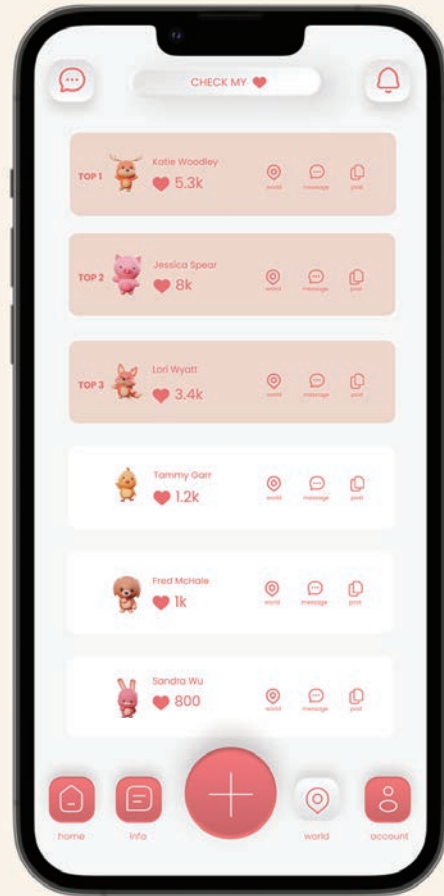 CHECK MY
TOP 1
Katie Woodley
5.3k
world message post
TOP 2
Jessica Spear
8k
world message post
TOP 3
Lori Wyatt
3.4k
world message post
Tammy Garr
1.2k
world message post
Fred McHale
1k
world message post
Sandra Wu
800
world message post
home info world account